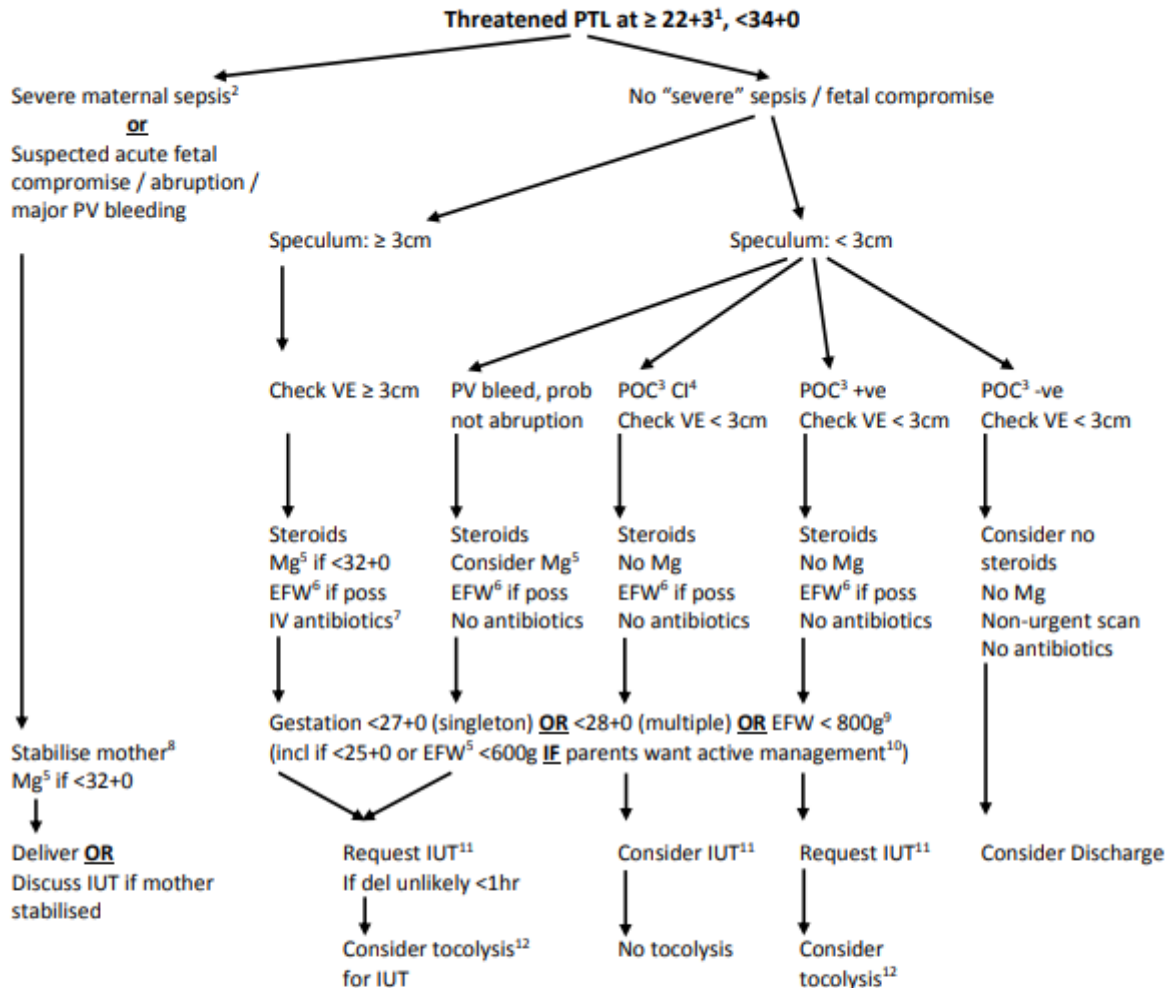 Threatened PTL at ≥ 22+3¹, <34+0
Severe maternal sepsis²
or
Suspected acute fetal
compromise / abruption /
major PV bleeding
No “severe” sepsis / fetal compromise
Speculum: ≥ 3cm
Speculum: < 3cm
Check VE ≥ 3cm
PV bleed, prob
not abruption
POC³ CI⁴
Check VE < 3cm
POC³ +ve
Check VE < 3cm
POC³ -ve
Check VE < 3cm
Steroids
Mg⁵ if <32+0
EFW⁶ if poss
IV antibiotics⁷
Steroids
Consider Mg⁵
EFW⁶ if poss
No antibiotics
Steroids
No Mg
EFW⁶ if poss
No antibiotics
Steroids
No Mg
EFW⁶ if poss
No antibiotics
Consider no
steroids
No Mg
Non-urgent scan
No antibiotics
Gestation <27+0 (singleton) OR <28+0 (multiple) OR EFW < 800g⁹
(incl if <25+0 or EFW⁵ <600g IF parents want active management¹⁰)
Stabilise mother⁸
Mg⁵ if <32+0
Deliver OR
Discuss IUT if mother
stabilised
Request IUT¹¹
If del unlikely <1hr
Consider IUT¹¹
Request IUT¹¹
Consider Discharge
Consider tocolysis¹²
for IUT
No tocolysis
Consider
tocolysis¹²